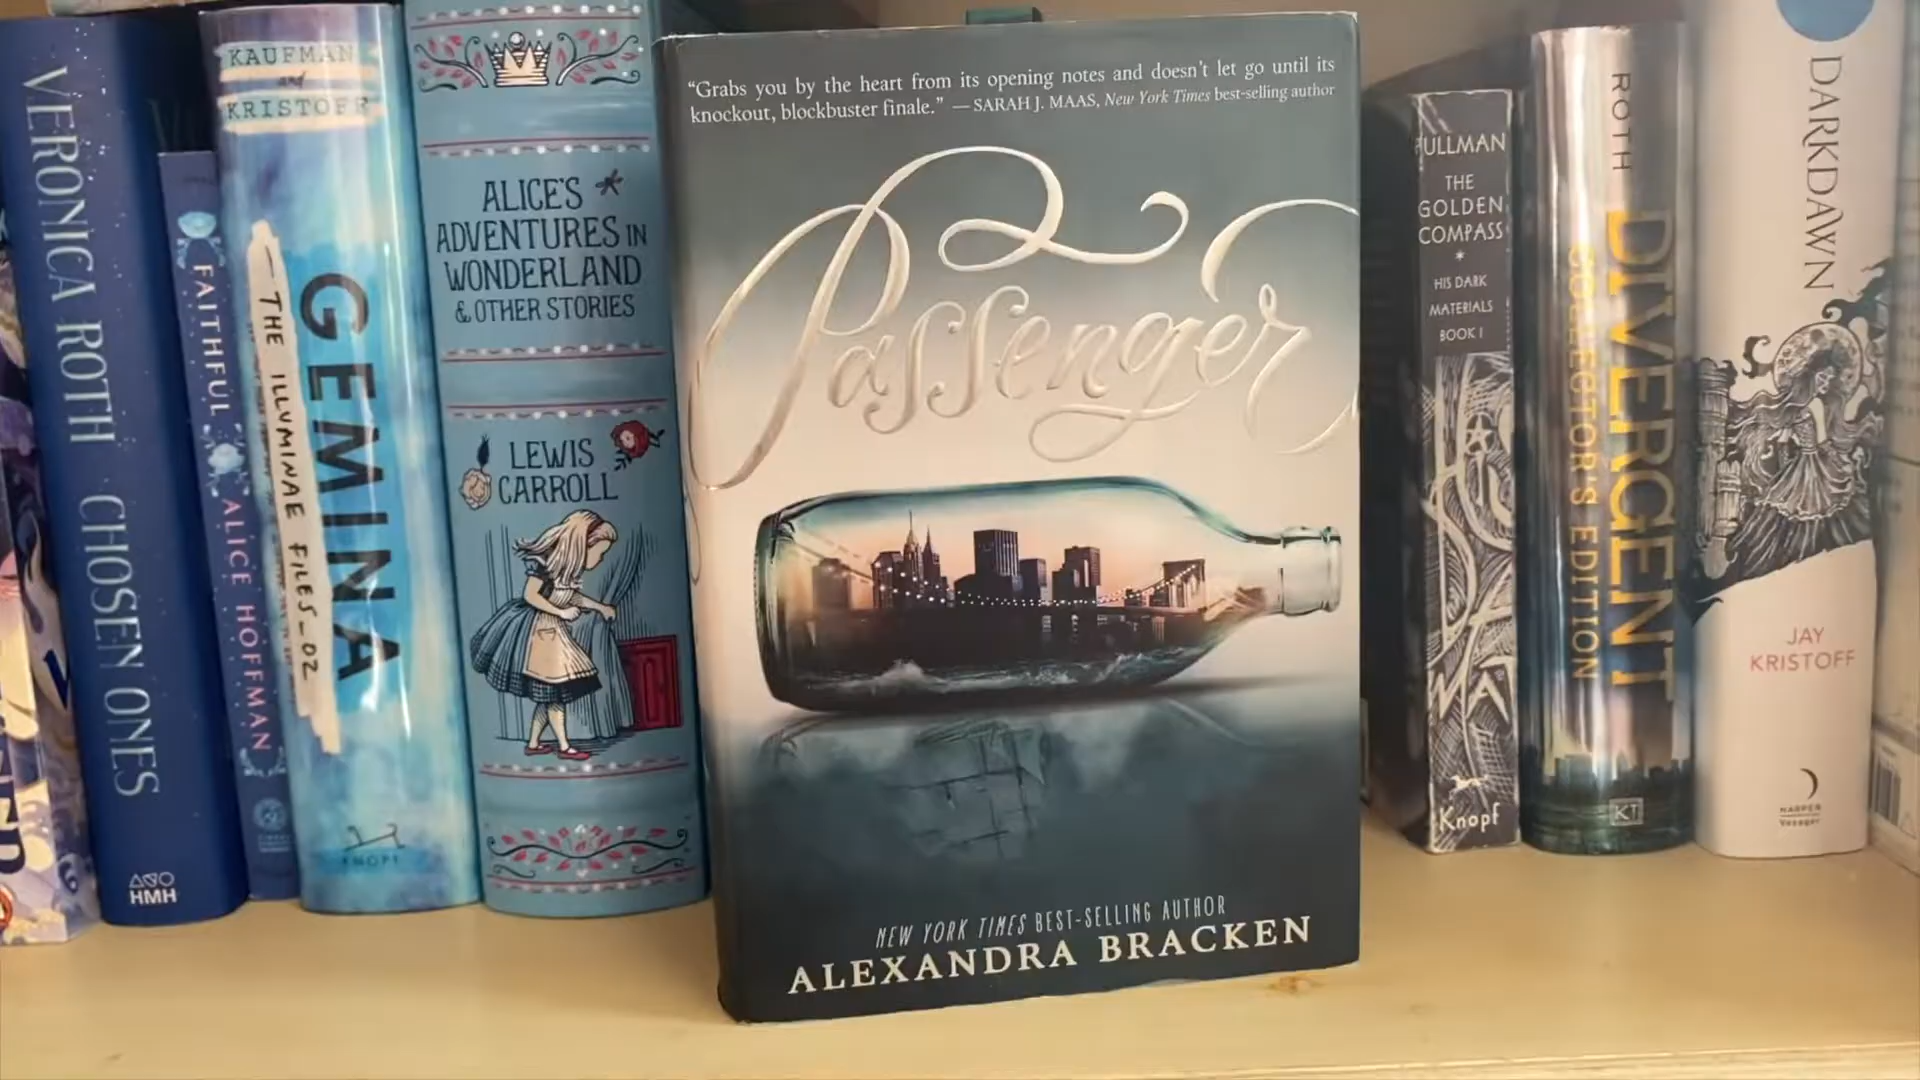 VERONICA ROTH CHOSEN ONES
HMH
FAITHFUL ALICE HOFFMAN
KAUFMAN
and
KRISTOFF
GEMINA
THE ILLUMINAE FILES_02
KNOPF
ALICE'S
ADVENTURES IN
WONDERLAND
& OTHER STORIES
LEWIS
CARROLL
“Grabs you by the heart from its opening notes and doesn't let go until its
knockout, blockbuster finale.” — SARAH J. MAAS, New York Times best-selling author
Passenger
NEW YORK TIMES BEST-SELLING AUTHOR
ALEXANDRA BRACKEN
PULLMAN
THE
GOLDEN
COMPASS
*
HIS DARK
MATERIALS
BOOK I
Knopf
ROTH
DIVERGENT
COLLECTOR'S EDITION
KT
DARKDAWN
JAY
KRISTOFF
HARPER
Voyager